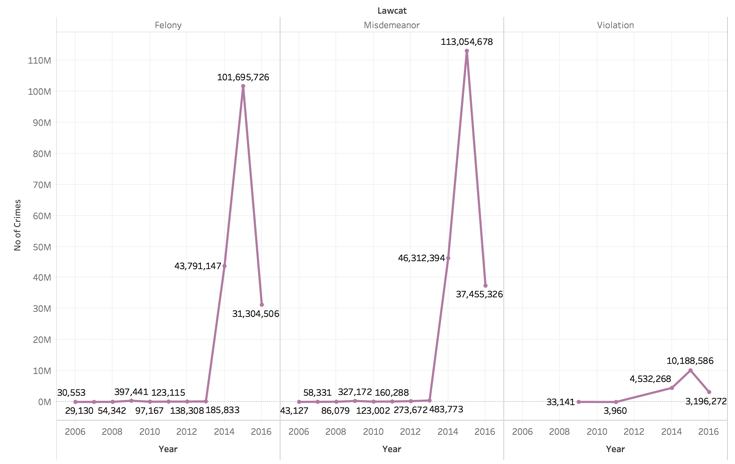 Lawcat
Felony Misdemeanor Violation
No of Crimes
110M
100M
90M
80M
70M
60M
50M
40M
30M
20M
10M
0M
30,553
29,130
54,342
397,441
97,167
123,115
138,308
185,833
43,791,147
101,695,726
31,304,506
43,127
58,331
86,079
327,172
123,002
160,288
273,672
483,773
46,312,394
113,054,678
37,455,326
33,141
3,960
4,532,268
10,188,586
3,196,272
2006 2008 2010 2012 2014 2016 2006 2008 2010 2012 2014 2016 2006 2008 2010 2012 2014 2016
Year Year Year